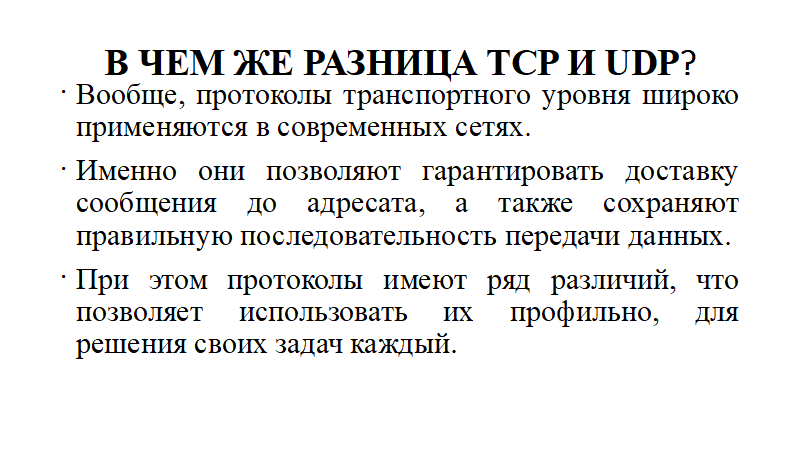 В ЧЕМ ЖЕ РАЗНИЦА TCP И UDP?
· Вообще, протоколы транспортного уровня широко
применяются в современных сетях.
· Именно они позволяют гарантировать доставку
сообщения до адресата, а также сохраняют
правильную последовательность передачи данных.
· При этом протоколы имеют ряд различий, что
позволяет использовать их профильно, для
решения своих задач каждый.